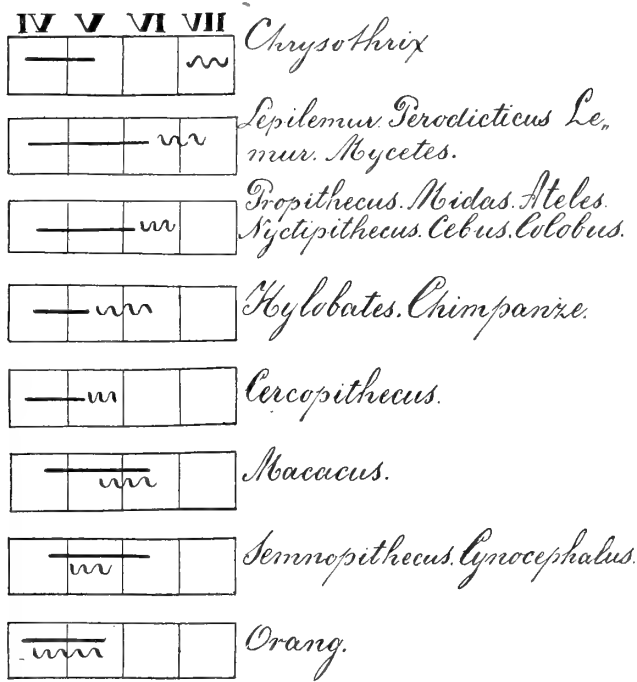 IV V VI VII
Chrysothrix
Lepilemur. Perodicticus Le„
mur. Mycetes.
Propithecus. Midas. Ateles.
Nyctipithecus. Cebus. Colobus.
Hylobates. Chimpanze.
Cercopithecus.
Macacus.
Semnopithecus. Cynocephalus.
Orang.